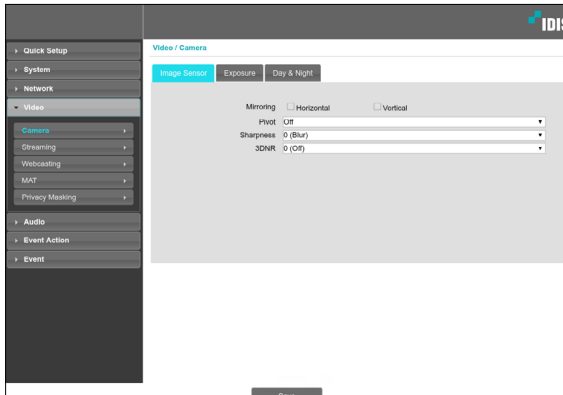 IDIS
Quick Setup
System
Network
Video
Camera
Streaming
Webcasting
MAT
Privacy Masking
Audio
Event Action
Event
Video / Camera
Image Sensor Exposure Day & Night
Mirroring Horizontal Vertical
Pivot Off
Sharpness 0 (Blur)
3DNR 0 (Off)